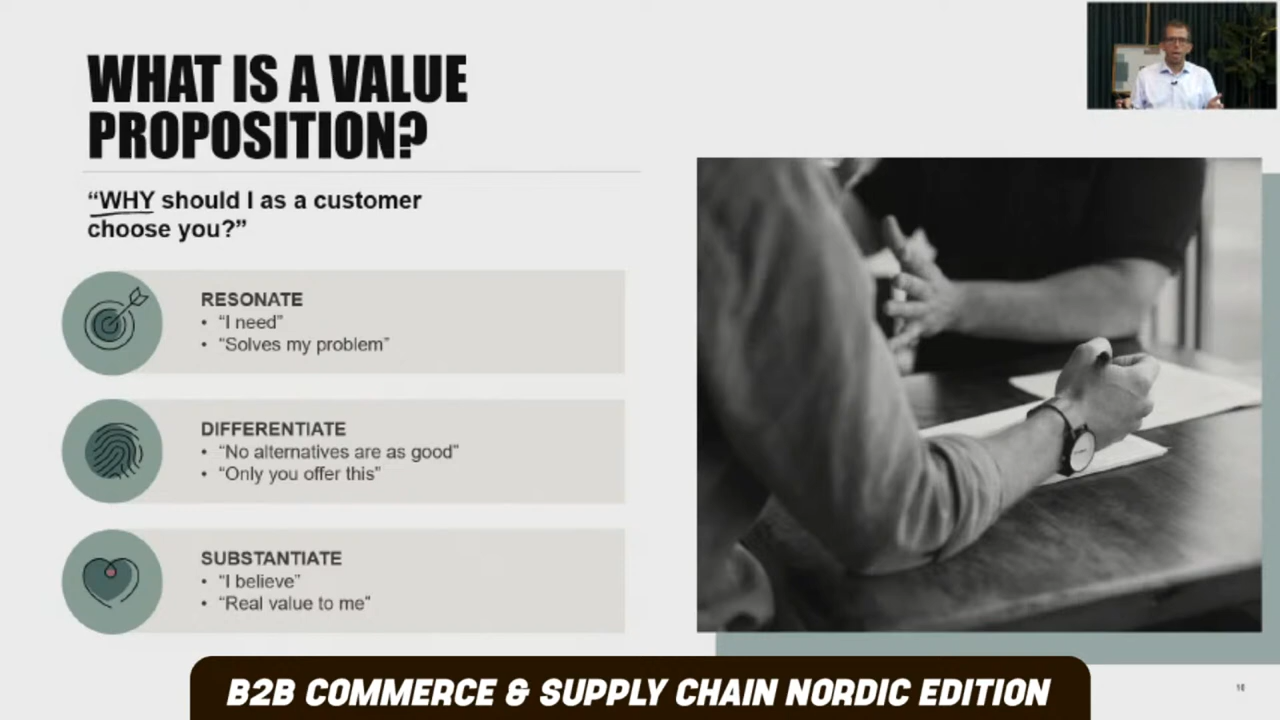 WHAT IS A VALUE
PROPOSITION?
“WHY should I as a customer
choose you?”
RESONATE
• “I need”
• “Solves my problem”
DIFFERENTIATE
• “No alternatives are as good”
• “Only you offer this”
SUBSTANTIATE
• “I believe”
• “Real value to me”
B2B COMMERCE & SUPPLY CHAIN NORDIC EDITION